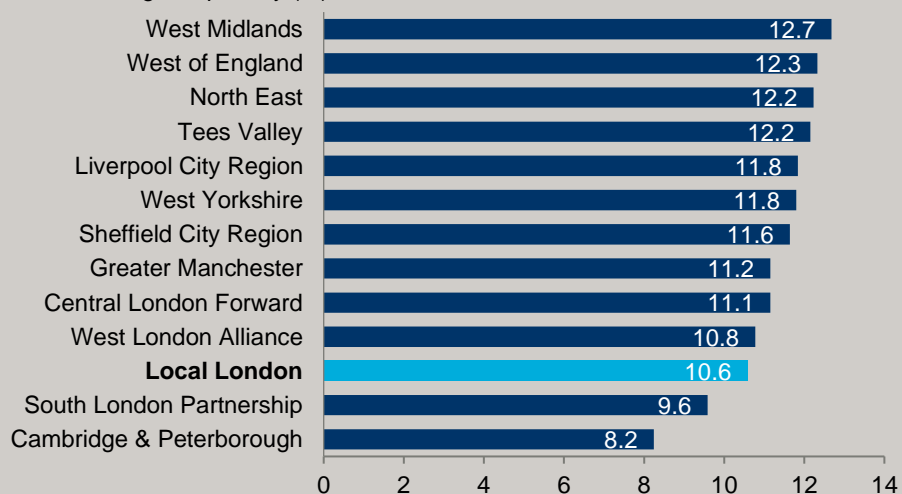 West Midlands 12.7
West of England 12.3
North East 12.2
Tees Valley 12.2
Liverpool City Region 11.8
West Yorkshire 11.8
Sheffield City Region 11.6
Greater Manchester 11.2
Central London Forward 11.1
West London Alliance 10.8
Local London 10.6
South London Partnership 9.6
Cambridge & Peterborough 8.2
0 2 4 6 8 10 12 14